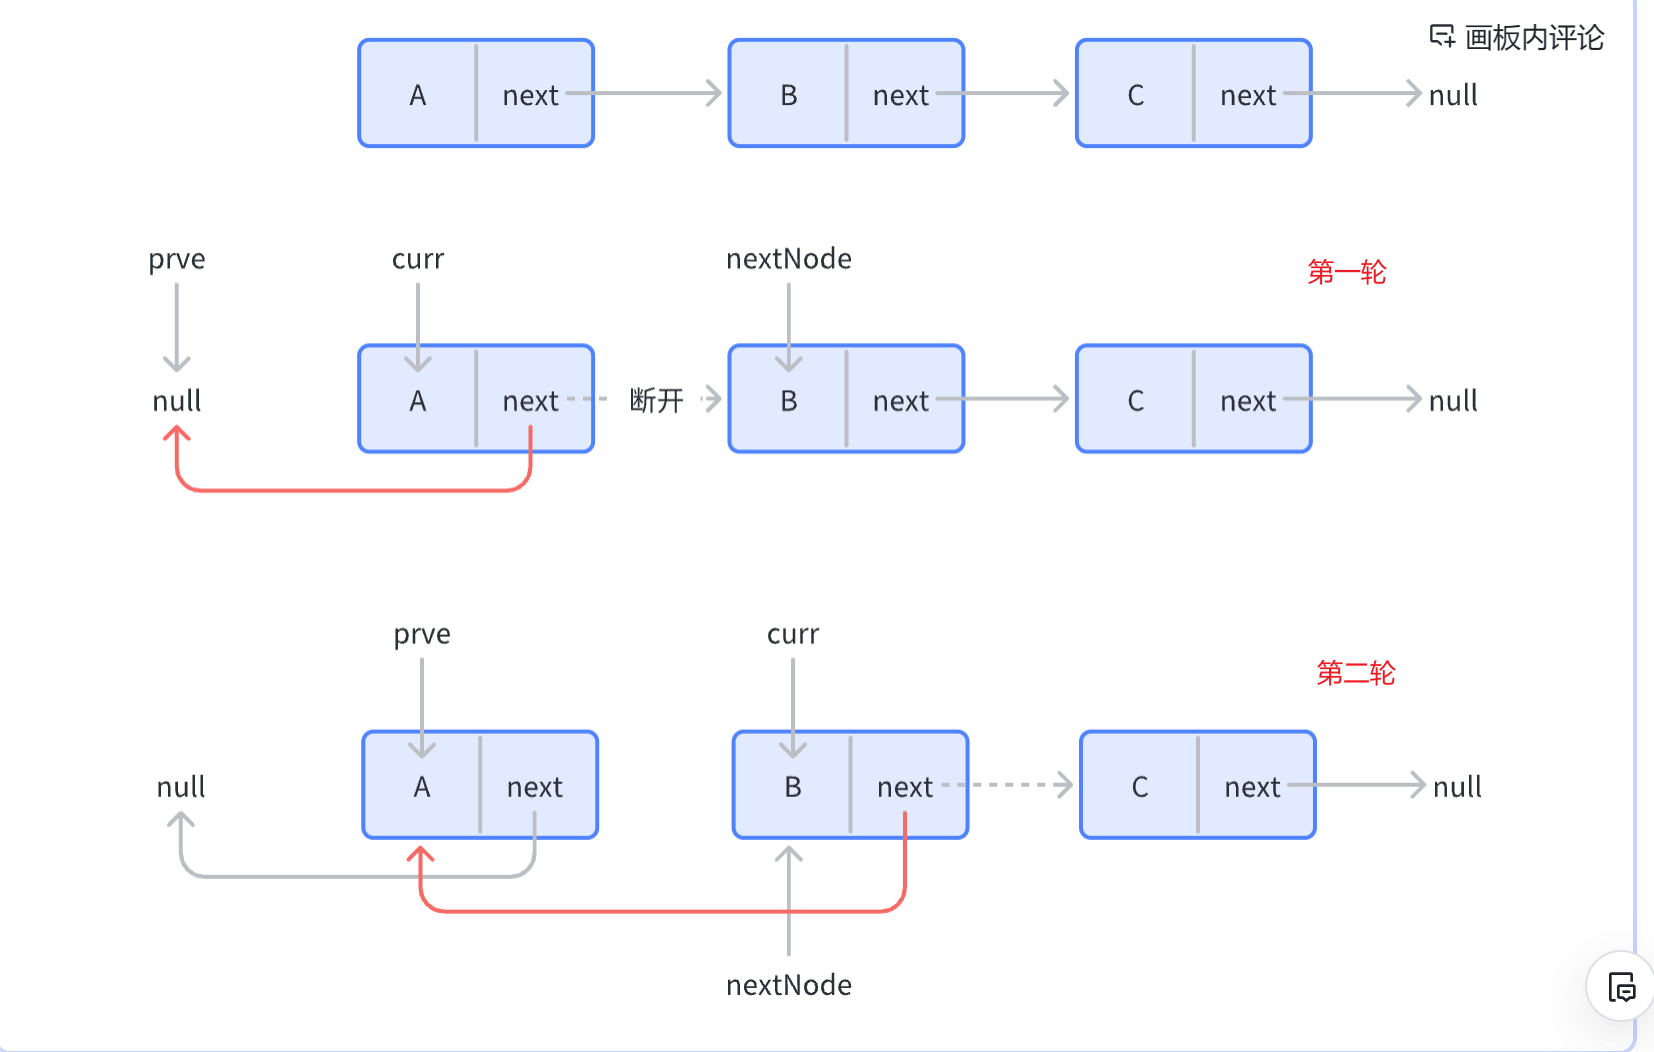 画板内评论
A next B next C next null
prve curr nextNode
第一轮
null A next 断开 B next C next null
prve curr
第二轮
null A next B next C next null
nextNode